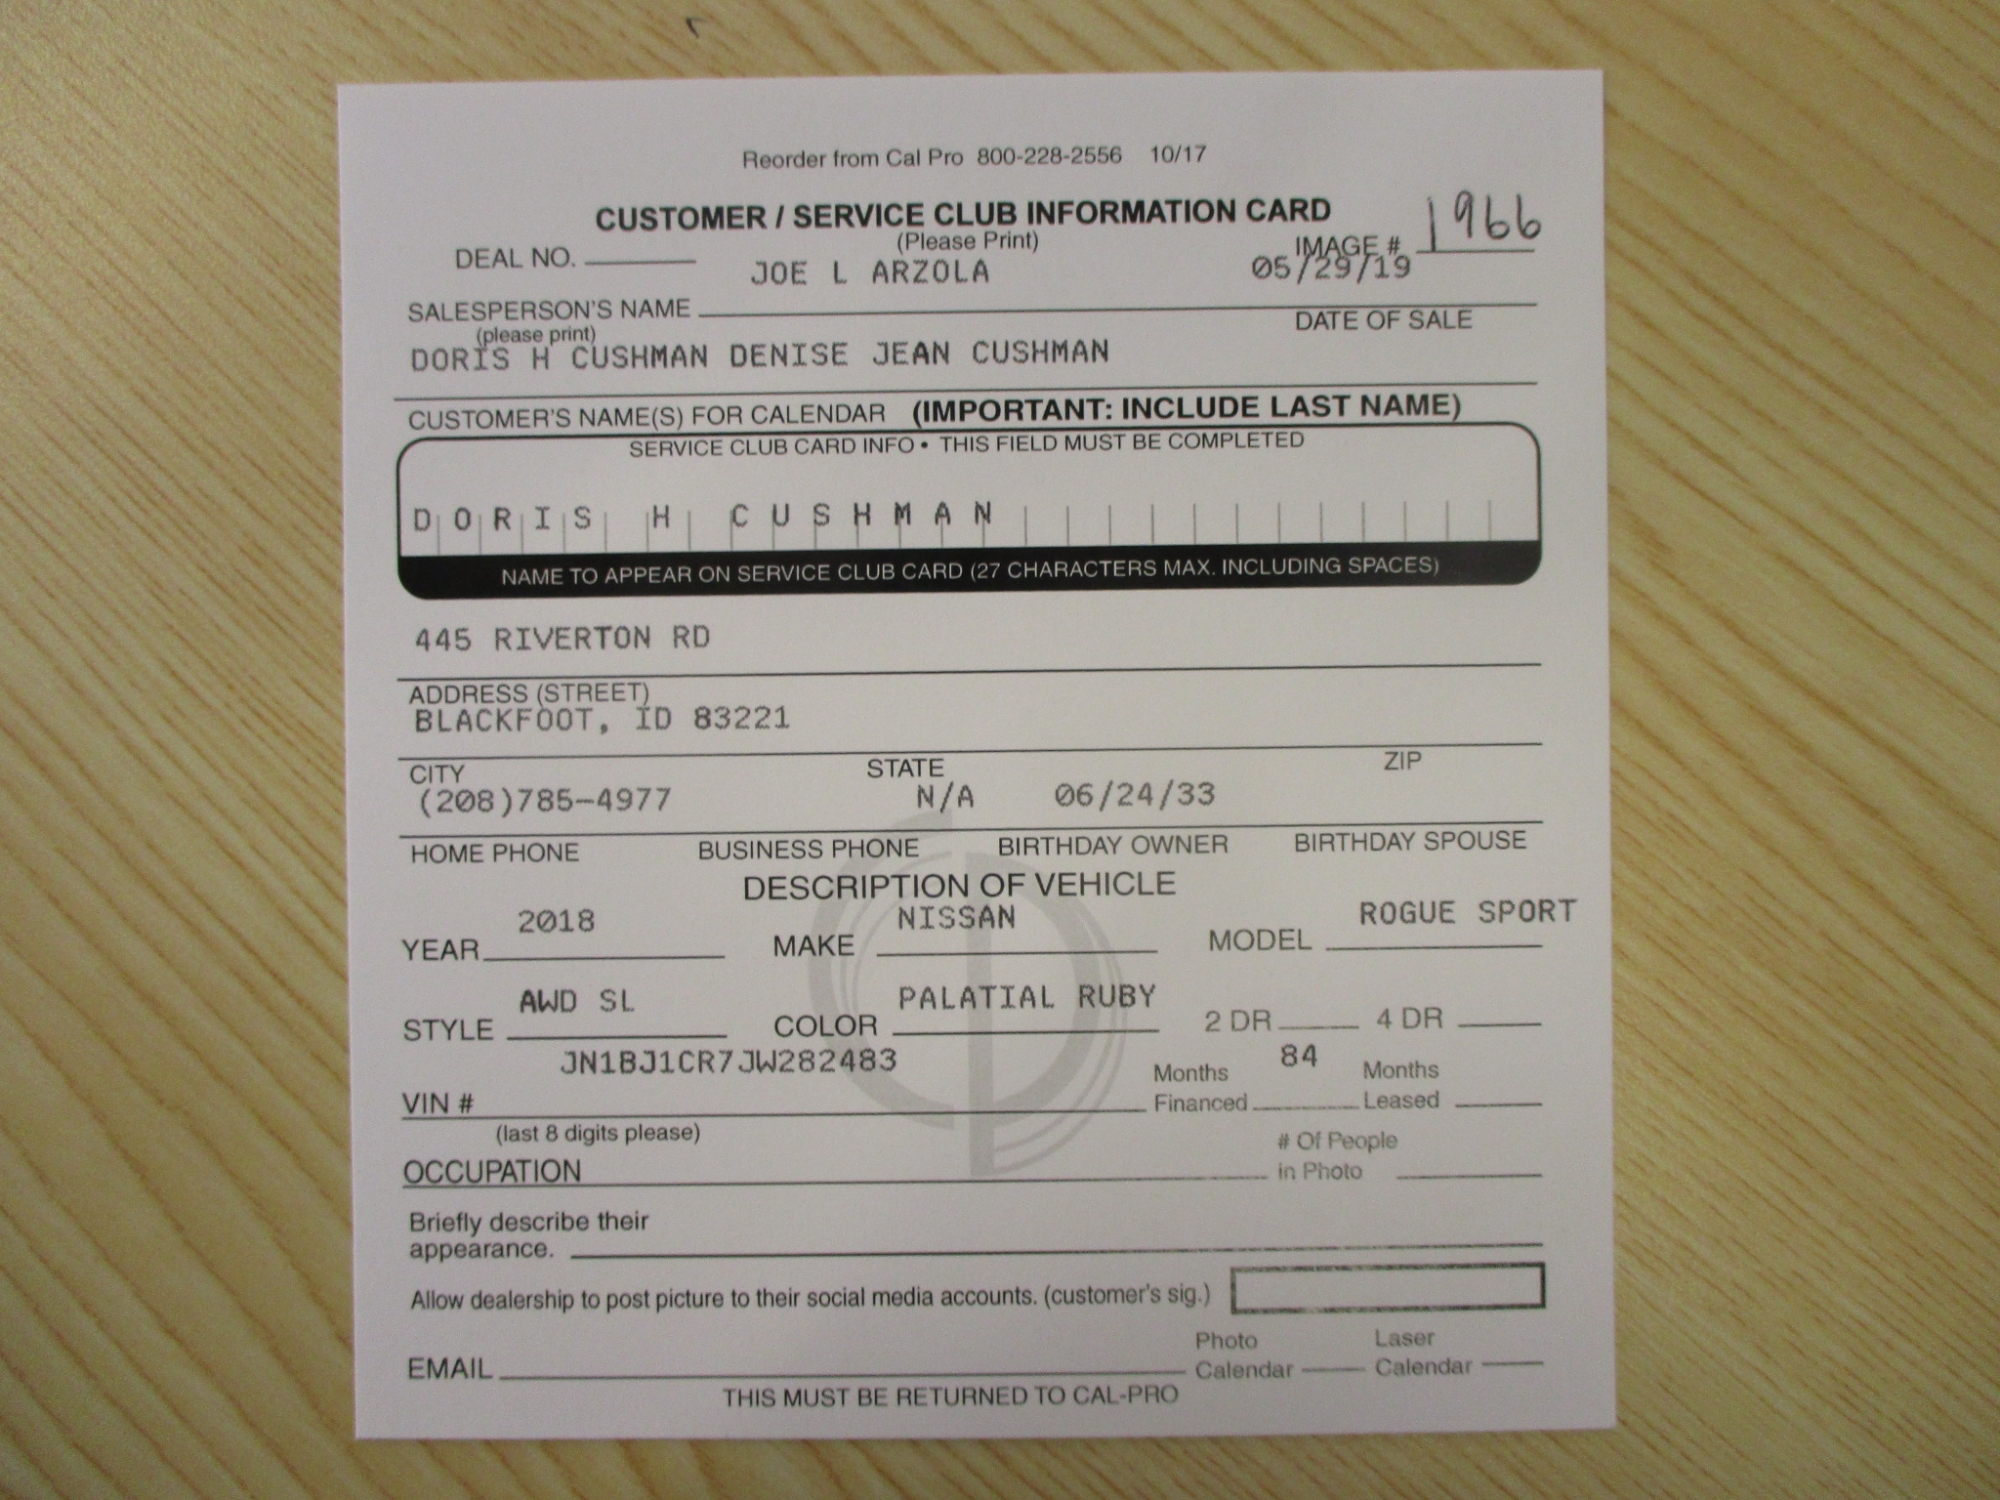 Reorder from Cal Pro 800-228-2556 10/17
CUSTOMER / SERVICE CLUB INFORMATION CARD
(Please Print)
DEAL NO. IMAGE # 1966
JOE L ARZOLA 05/29/19
SALESPERSON'S NAME DATE OF SALE
(please print)
DORIS H CUSHMAN DENISE JEAN CUSHMAN
CUSTOMER'S NAME(S) FOR CALENDAR (IMPORTANT: INCLUDE LAST NAME)
SERVICE CLUB CARD INFO • THIS FIELD MUST BE COMPLETED
DORIS H CUSHMAN
NAME TO APPEAR ON SERVICE CLUB CARD (27 CHARACTERS MAX. INCLUDING SPACES)
445 RIVERTON RD
ADDRESS (STREET)
BLACKFOOT, ID 83221
CITY STATE ZIP
(208)785-4977 N/A 06/24/33
HOME PHONE BUSINESS PHONE BIRTHDAY OWNER BIRTHDAY SPOUSE
DESCRIPTION OF VEHICLE
2018 NISSAN ROGUE SPORT
YEAR MAKE MODEL
AWD SL PALATIAL RUBY
STYLE COLOR 2 DR 4 DR
JN1BJ1CR7JW282483 84
Months Months
VIN # Financed Leased
(last 8 digits please)
# Of People
OCCUPATION in Photo
Briefly describe their
appearance.
Allow dealership to post picture to their social media accounts. (customer's sig.)
Photo Laser
EMAIL Calendar Calendar
THIS MUST BE RETURNED TO CAL-PRO